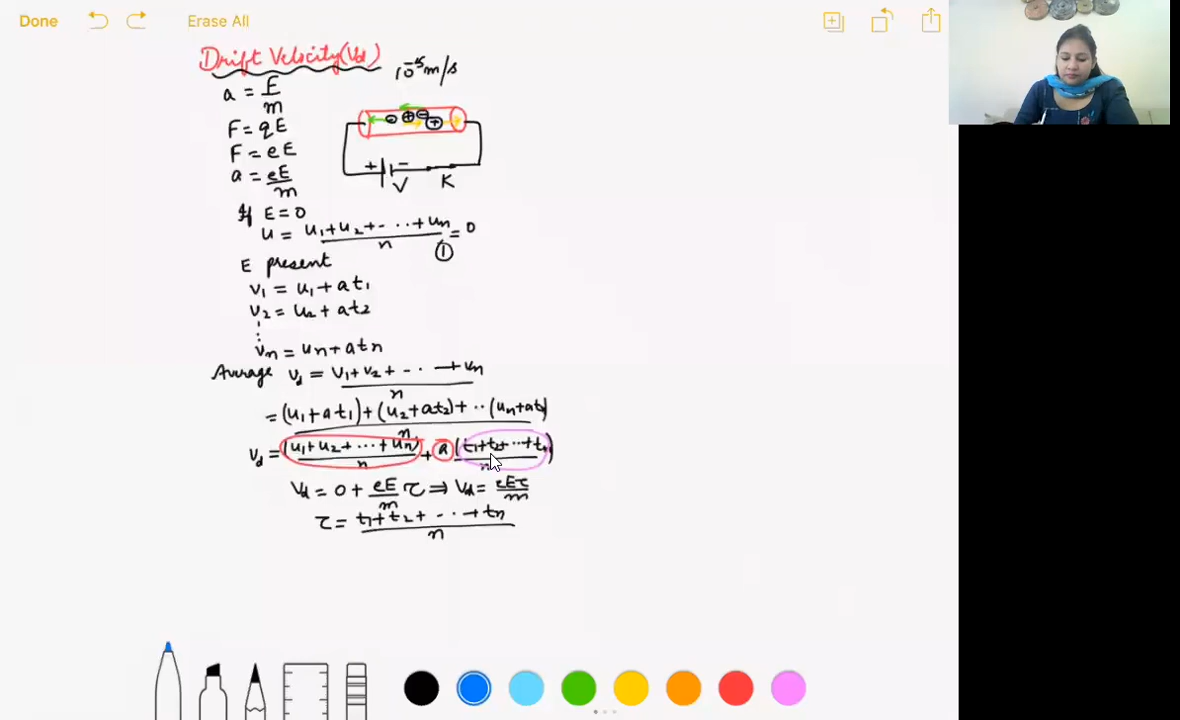 Done
Erase All
Drift Velocity (Vd)
10⁻⁵ m/s
a = F/m
F = qE
F = eE
a = eE/m
+ - V K
If E = 0
u = (u₁+u₂+- ··+un)/n = 0
①
E present
v₁ = u₁ + at₁
v₂ = u₂ + at₂
⋮
vn = un + atn
Average vd = (v₁+v₂+- ·-+vn)/n
= ((u₁+at₁)+(u₂+at₂)+··(un+at))/n
vd = (u₁+u₂+···+un)/n + a (t₁+t₂+···+tn)/n
Vd = 0 + eE/m τ ⇒ Vd = eEτ/m
τ = (t₁+t₂+-··+tn)/n